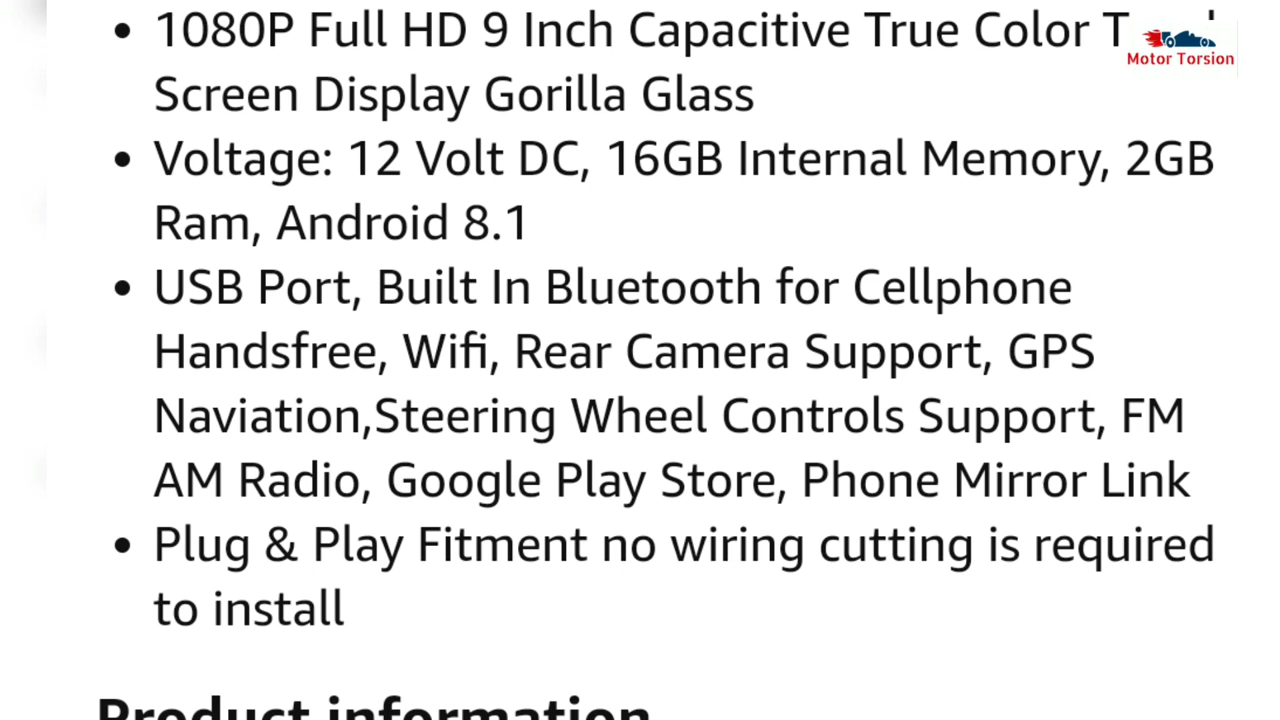 • 1080P Full HD 9 Inch Capacitive True Color
Motor Torsion
Screen Display Gorilla Glass
• Voltage: 12 Volt DC, 16GB Internal Memory, 2GB
Ram, Android 8.1
• USB Port, Built In Bluetooth for Cellphone
Handsfree, Wifi, Rear Camera Support, GPS
Naviation,Steering Wheel Controls Support, FM
AM Radio, Google Play Store, Phone Mirror Link
• Plug & Play Fitment no wiring cutting is required
to install
Product information